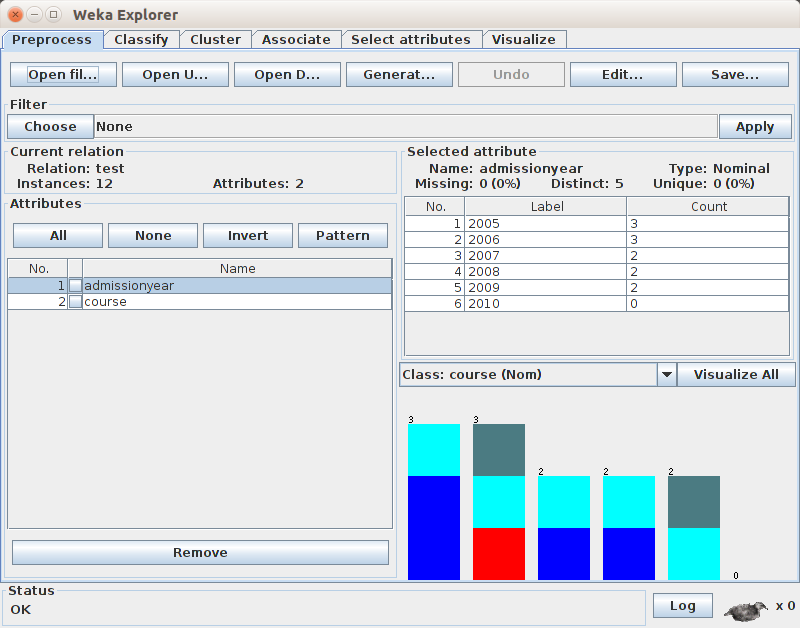 Weka Explorer
Preprocess Classify Cluster Associate Select attributes Visualize
Open fil... Open U... Open D... Generat... Undo Edit... Save...
Filter
Choose None Apply
Current relation
Relation: test
Instances: 12 Attributes: 2
Attributes
All None Invert Pattern
No. Name
1 admissionyear
2 course
Remove
Selected attribute
Name: admissionyear Type: Nominal
Missing: 0 (0%) Distinct: 5 Unique: 0 (0%)
No. Label Count
1 2005 3
2 2006 3
3 2007 2
4 2008 2
5 2009 2
6 2010 0
Class: course (Nom) Visualize All
3 3 2 2 2 0
Status
OK
Log x 0